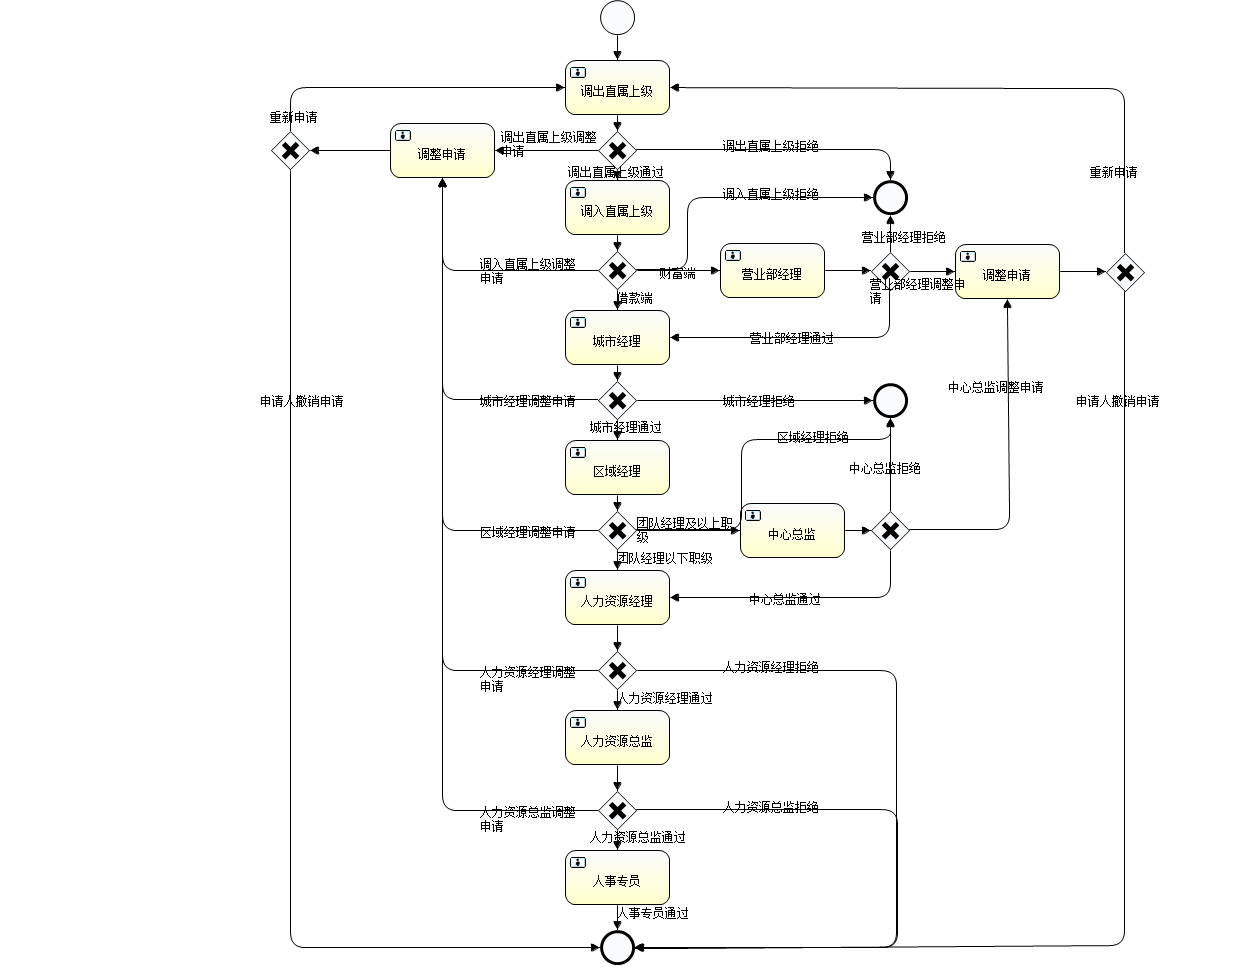 调出直属上级
重新申请
调整申请
调出直属上级调整
申请
调出直属上级拒绝
调出直属上级通过
重新申请
调入直属上级
调入直属上级拒绝
营业部经理拒绝
调入直属上级调整
申请
财富端
营业部经理
营业部经理调整申
请
调整申请
借款端
城市经理
营业部经理通过
中心总监调整申请
申请人撤销申请
城市经理调整申请
城市经理拒绝
申请人撤销申请
城市经理通过
区域经理拒绝
区域经理
中心总监拒绝
区域经理调整申请
团队经理及以上职
级
中心总监
团队经理以下职级
人力资源经理
中心总监通过
人力资源经理调整
申请
人力资源经理拒绝
人力资源经理通过
人力资源总监
人力资源总监调整
申请
人力资源总监拒绝
人力资源总监通过
人事专员
人事专员通过